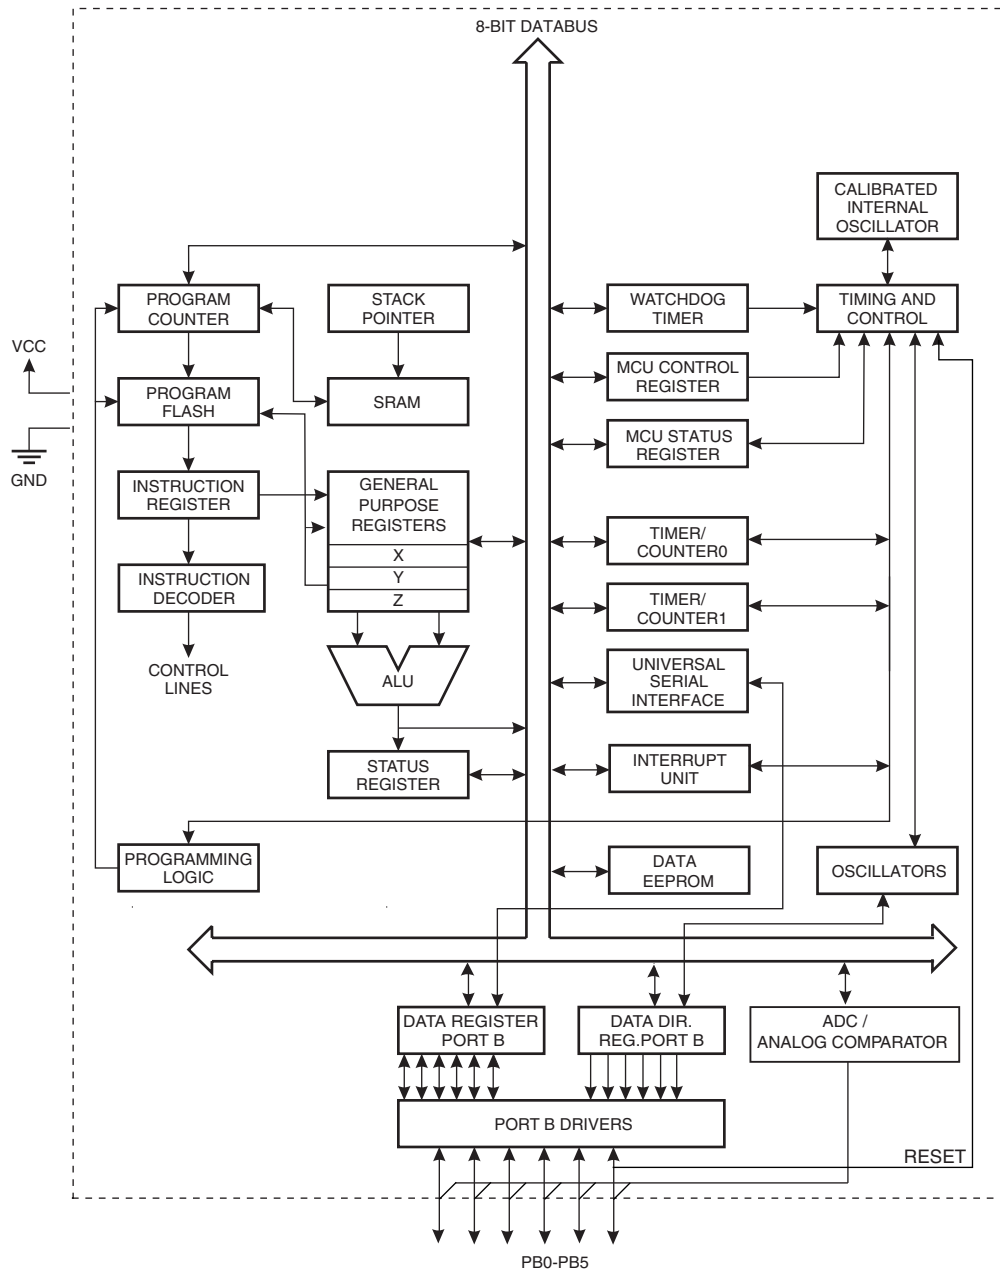 8-BIT DATABUS
CALIBRATED
INTERNAL
OSCILLATOR
PROGRAM
COUNTER
STACK
POINTER
WATCHDOG
TIMER
TIMING AND
CONTROL
VCC
GND
PROGRAM
FLASH
SRAM
MCU CONTROL
REGISTER
MCU STATUS
REGISTER
INSTRUCTION
REGISTER
GENERAL
PURPOSE
REGISTERS
X
Y
Z
TIMER/
COUNTER0
INSTRUCTION
DECODER
TIMER/
COUNTER1
CONTROL
LINES
ALU
UNIVERSAL
SERIAL
INTERFACE
STATUS
REGISTER
INTERRUPT
UNIT
PROGRAMMING
LOGIC
DATA
EEPROM
OSCILLATORS
DATA REGISTER
PORT B
DATA DIR.
REG.PORT B
ADC /
ANALOG COMPARATOR
PORT B DRIVERS
RESET
PB0-PB5